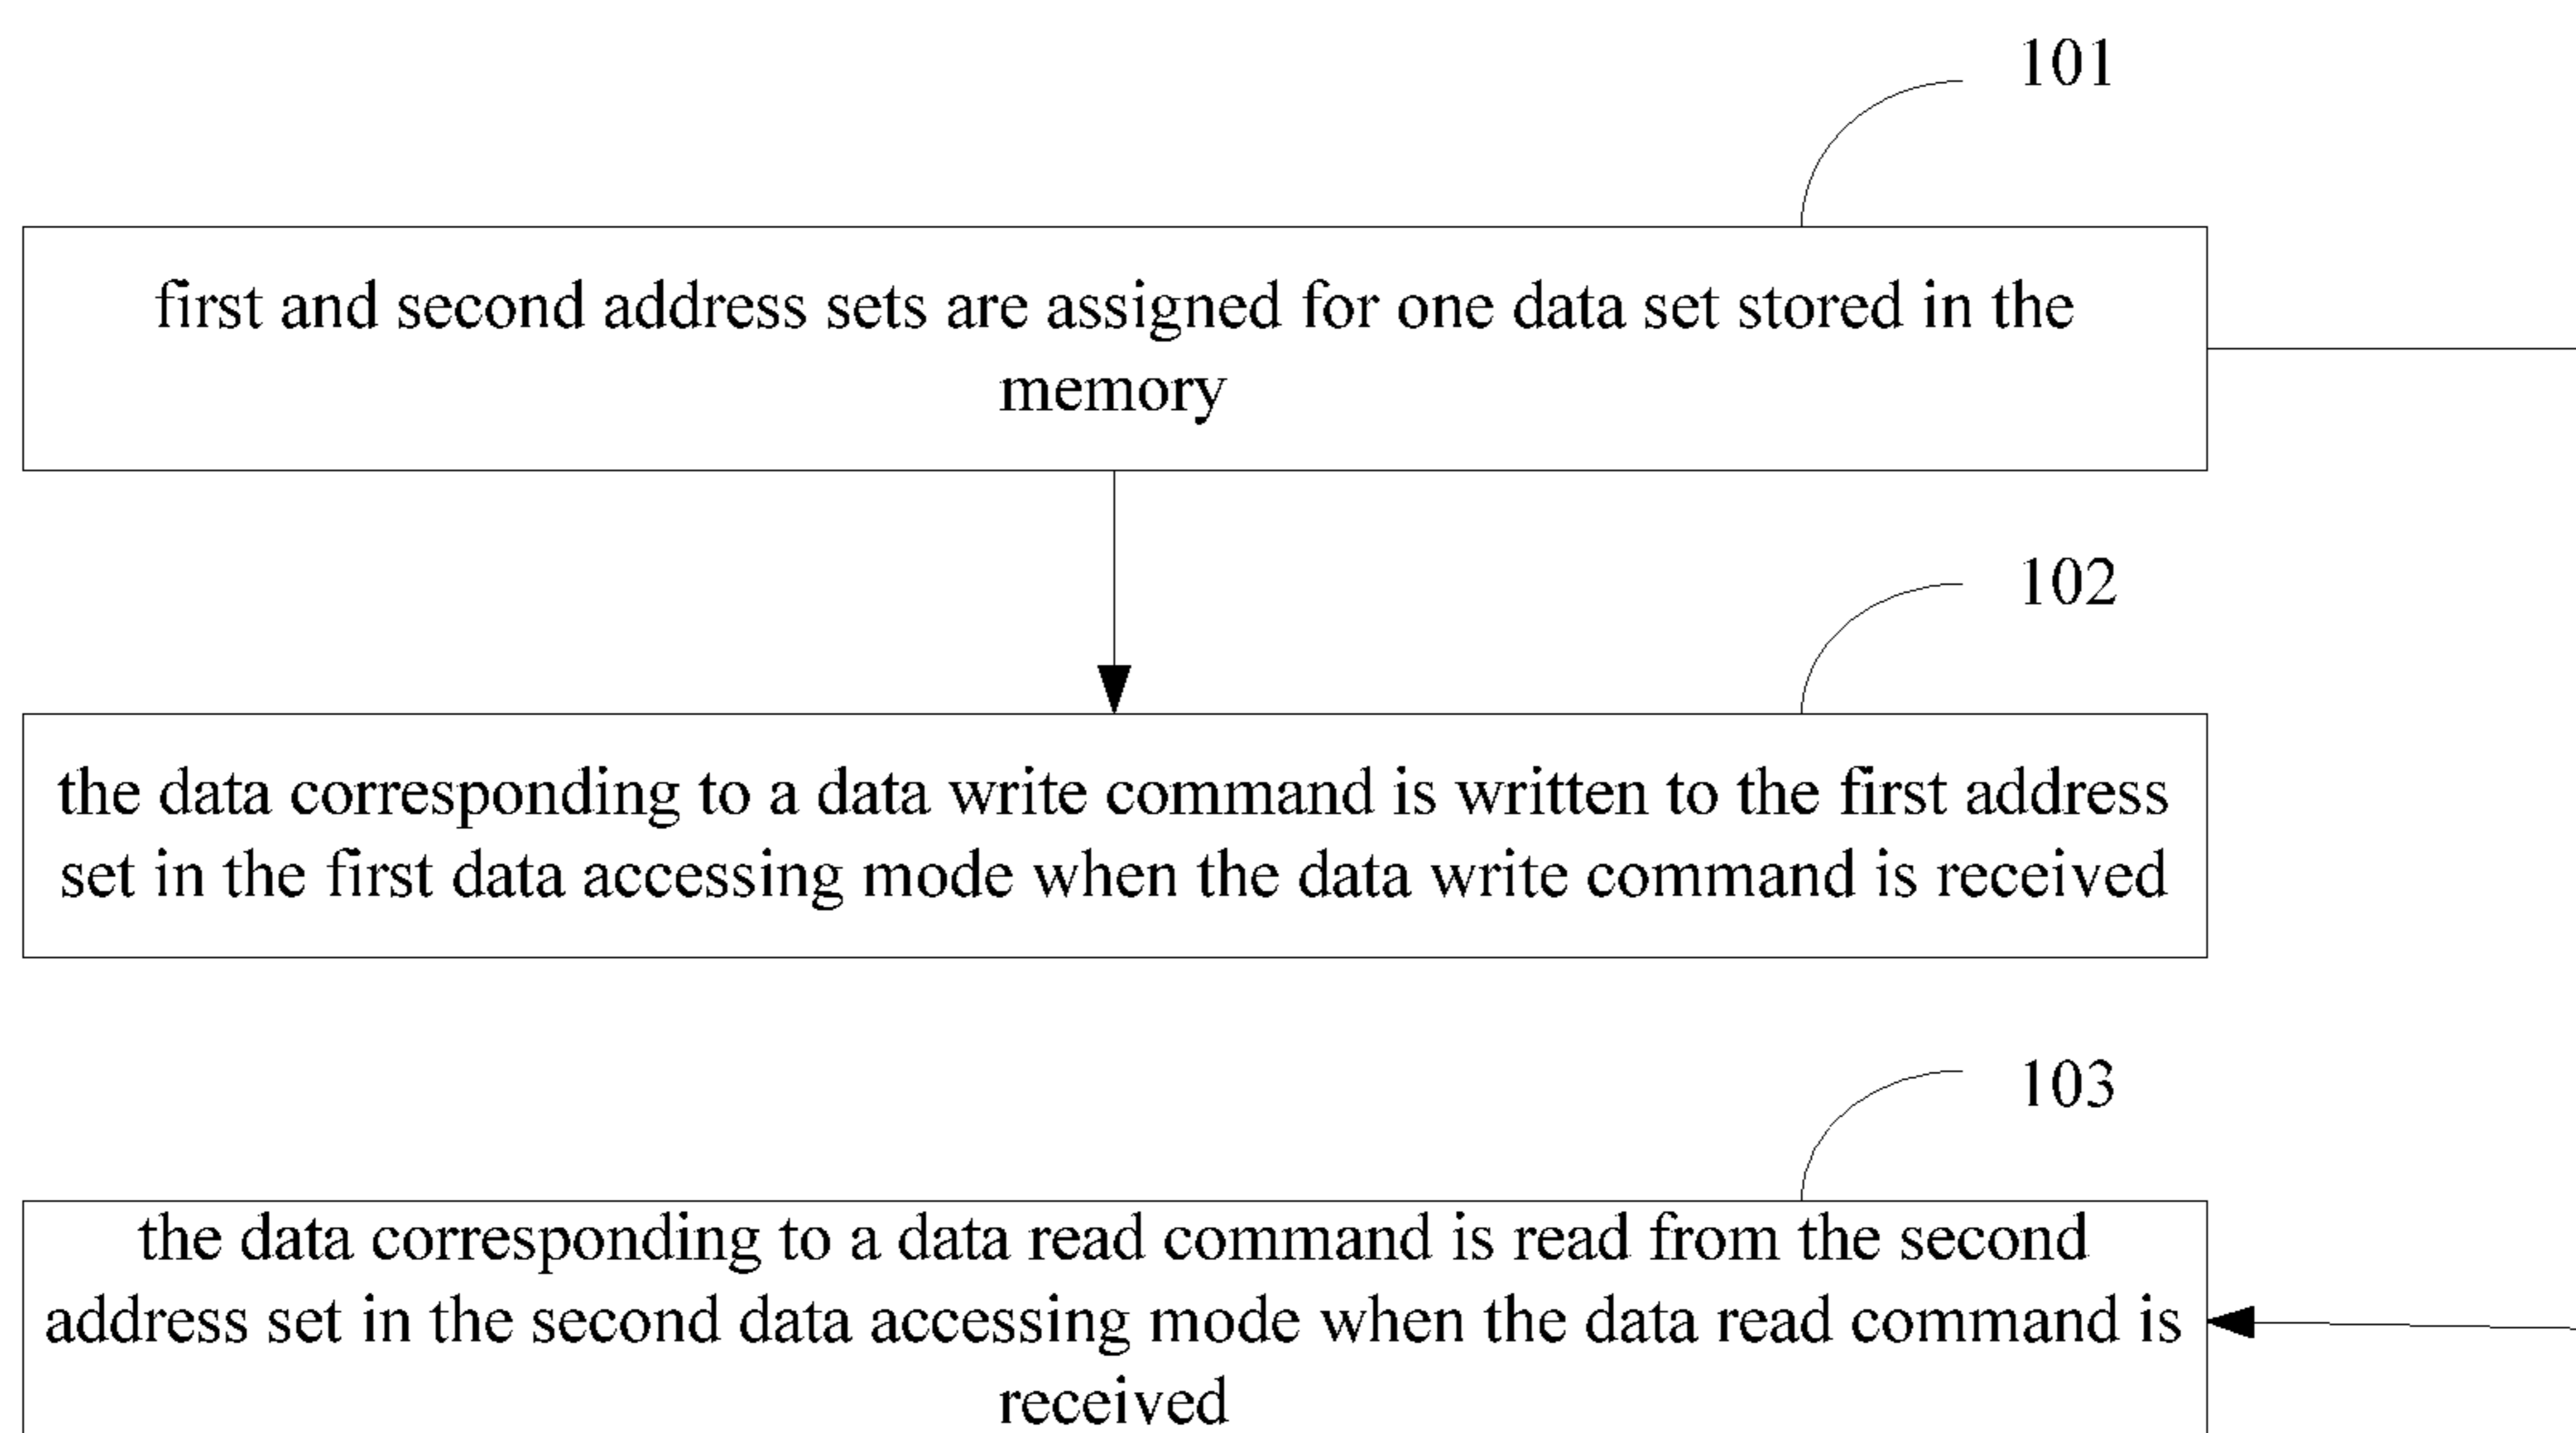 101
first and second address sets are assigned for one data set stored in the
memory
102
the data corresponding to a data write command is written to the first address
set in the first data accessing mode when the data write command is received
103
the data corresponding to a data read command is read from the second
address set in the second data accessing mode when the data read command is
received